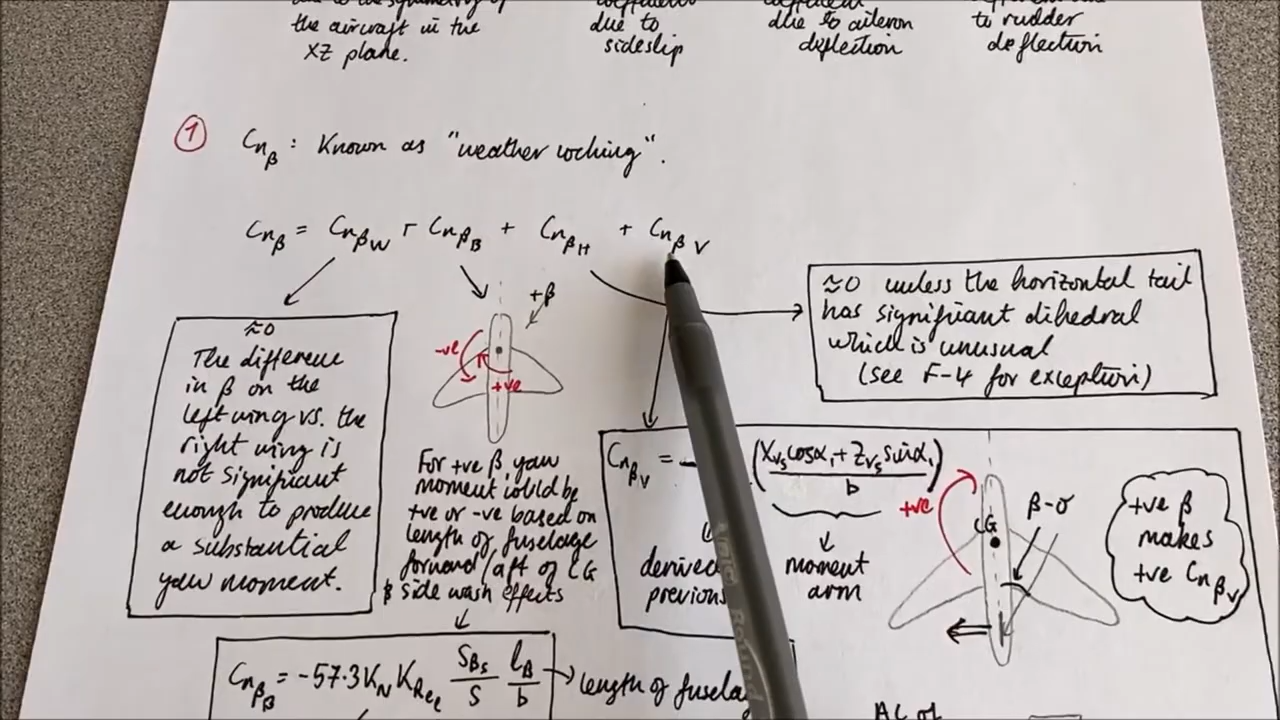 the aircraft in the
XZ plane.
due to
sideslip
due to aileron
deflection
to rudder
deflection
1 Cnβ: Known as "weather cocking".
Cnβ = CnβW + CnβB + CnβH + CnβV
≈0
The difference
in β on the
left wing vs. the
right wing is
not significant
enough to produce
a substantial
yaw moment.
+β
-ve
+ve
For +ve β, yaw
moment could be
+ve or -ve based on
length of fuselage
forward/aft of CG
& side wash effects
≈0 unless the horizontal tail
has significant dihedral
which is unusual
(see F-4 for exception)
CnβV = - (XVs cosα1 + ZVs sinα1)
b
moment
arm
+ve
CG
β-σ
+ve β
makes
+ve CnβV
CnβB = -57.3 KN KRel SBs/S lB/b → length of
AC of